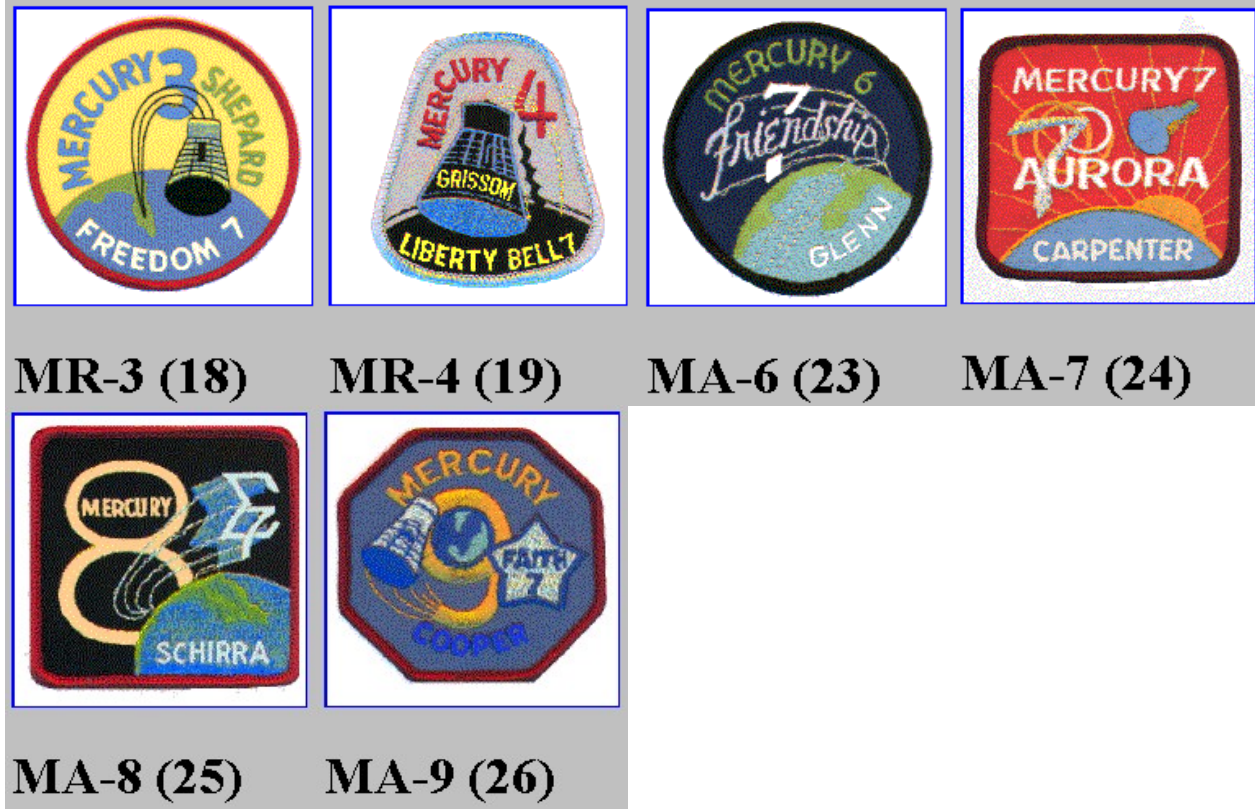 MERCURY 3 SHEPARD
FREEDOM 7
MERCURY 4
GRISSOM
LIBERTY BELL 7
MERCURY 6
Friendship 7
GLENN
MERCURY 7
7
AURORA
CARPENTER
MR-3 (18)
MR-4 (19)
MA-6 (23)
MA-7 (24)
MERCURY
8
Σ7
SCHIRRA
MERCURY
9
FAITH
7
COOPER
MA-8 (25)
MA-9 (26)